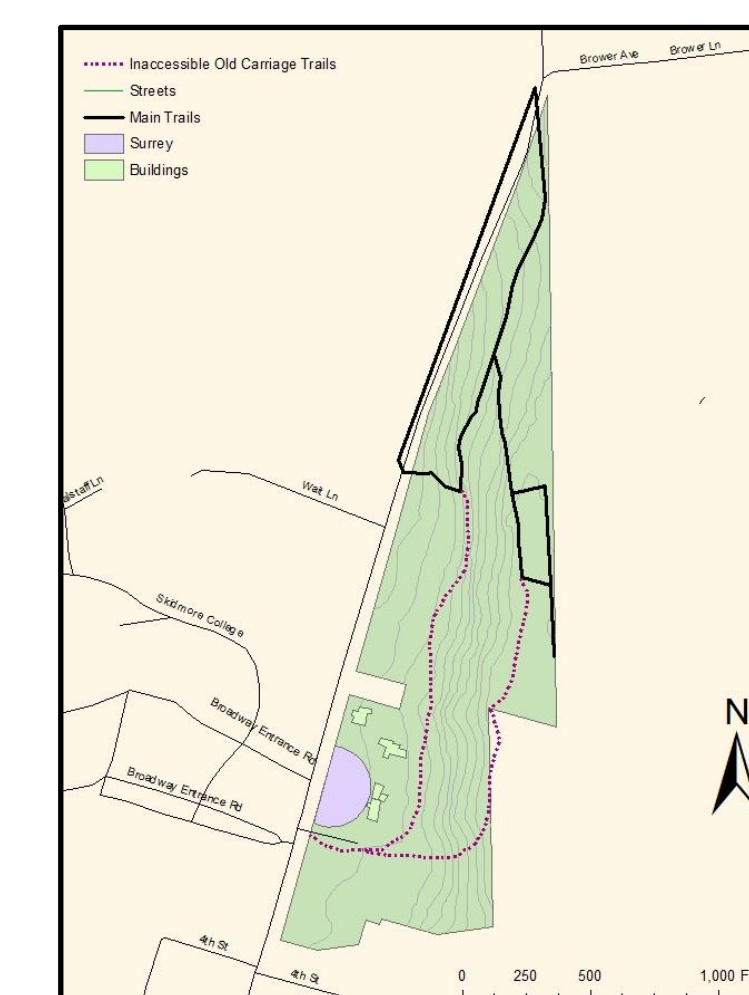 Brower Ave
Brower Ln
Inaccessible Old Carriage Trails
Streets
Main Trails
Surrey
Buildings
Wait Ln
Skidmore College
Broadway Entrance Rd
Broadway Entrance Rd
N
4th St
4th St
0 250 500 1,000 F